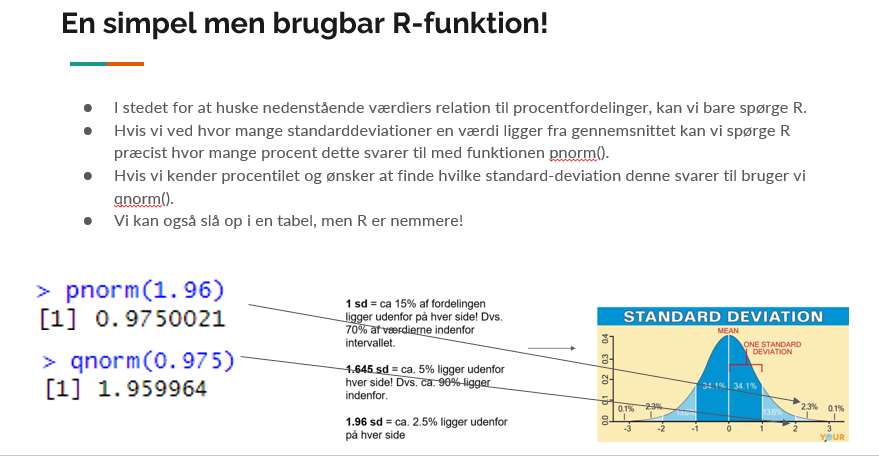 En simpel men brugbar R-funktion!
I stedet for at huske nedenstående værdiers relation til procentfordelinger, kan vi bare spørge R.
Hvis vi ved hvor mange standarddeviationer en værdi ligger fra gennemsnittet kan vi spørge R
præcist hvor mange procent dette svarer til med funktionen pnorm().
Hvis vi kender procentilet og ønsker at finde hvilke standard-deviation denne svarer til bruger vi
qnorm().
Vi kan også slå op i en tabel, men R er nemmere!
> pnorm(1.96)
[1] 0.9750021
> qnorm(0.975)
[1] 1.959964
1 sd = ca 15% af fordelingen
ligger udenfor på hver side! Dvs.
70% af værdierne indenfor
intervallet.
1.645 sd = ca. 5% ligger udenfor
hver side! Dvs. ca. 90% ligger
indenfor.
1.96 sd = ca. 2.5% ligger udenfor
på hver side
STANDARD DEVIATION
MEAN
ONE STANDARD
DEVIATION
0.4
0.3
0.2
0.1
0.0
34.1% 34.1%
0.1% 2.3% 13.6% 13.6% 2.3% 0.1%
-3 -2 -1 0 1 2 3
YOUR